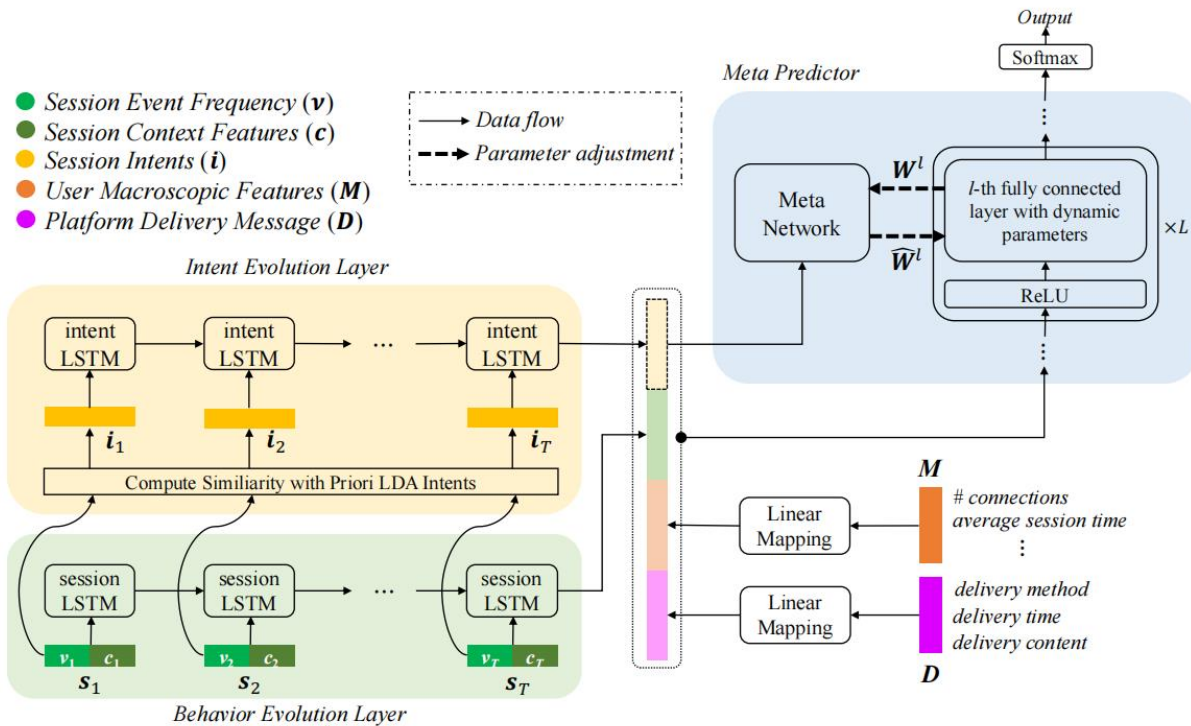 Output
Softmax
Meta Predictor
Session Event Frequency (v)
Session Context Features (c)
Session Intents (i)
User Macroscopic Features (M)
Platform Delivery Message (D)
Data flow
Parameter adjustment
Meta
Network
W^l
Ŵ^l
l-th fully connected
layer with dynamic
parameters
×L
ReLU
...
...
Intent Evolution Layer
intent
LSTM
intent
LSTM
...
intent
LSTM
i_1
i_2
i_T
Compute Similiarity with Priori LDA Intents
session
LSTM
session
LSTM
...
session
LSTM
v_1 c_1
v_2 c_2
v_T c_T
s_1
s_2
s_T
Behavior Evolution Layer
Linear
Mapping
M
# connections
average session time
...
Linear
Mapping
delivery method
delivery time
delivery content
D